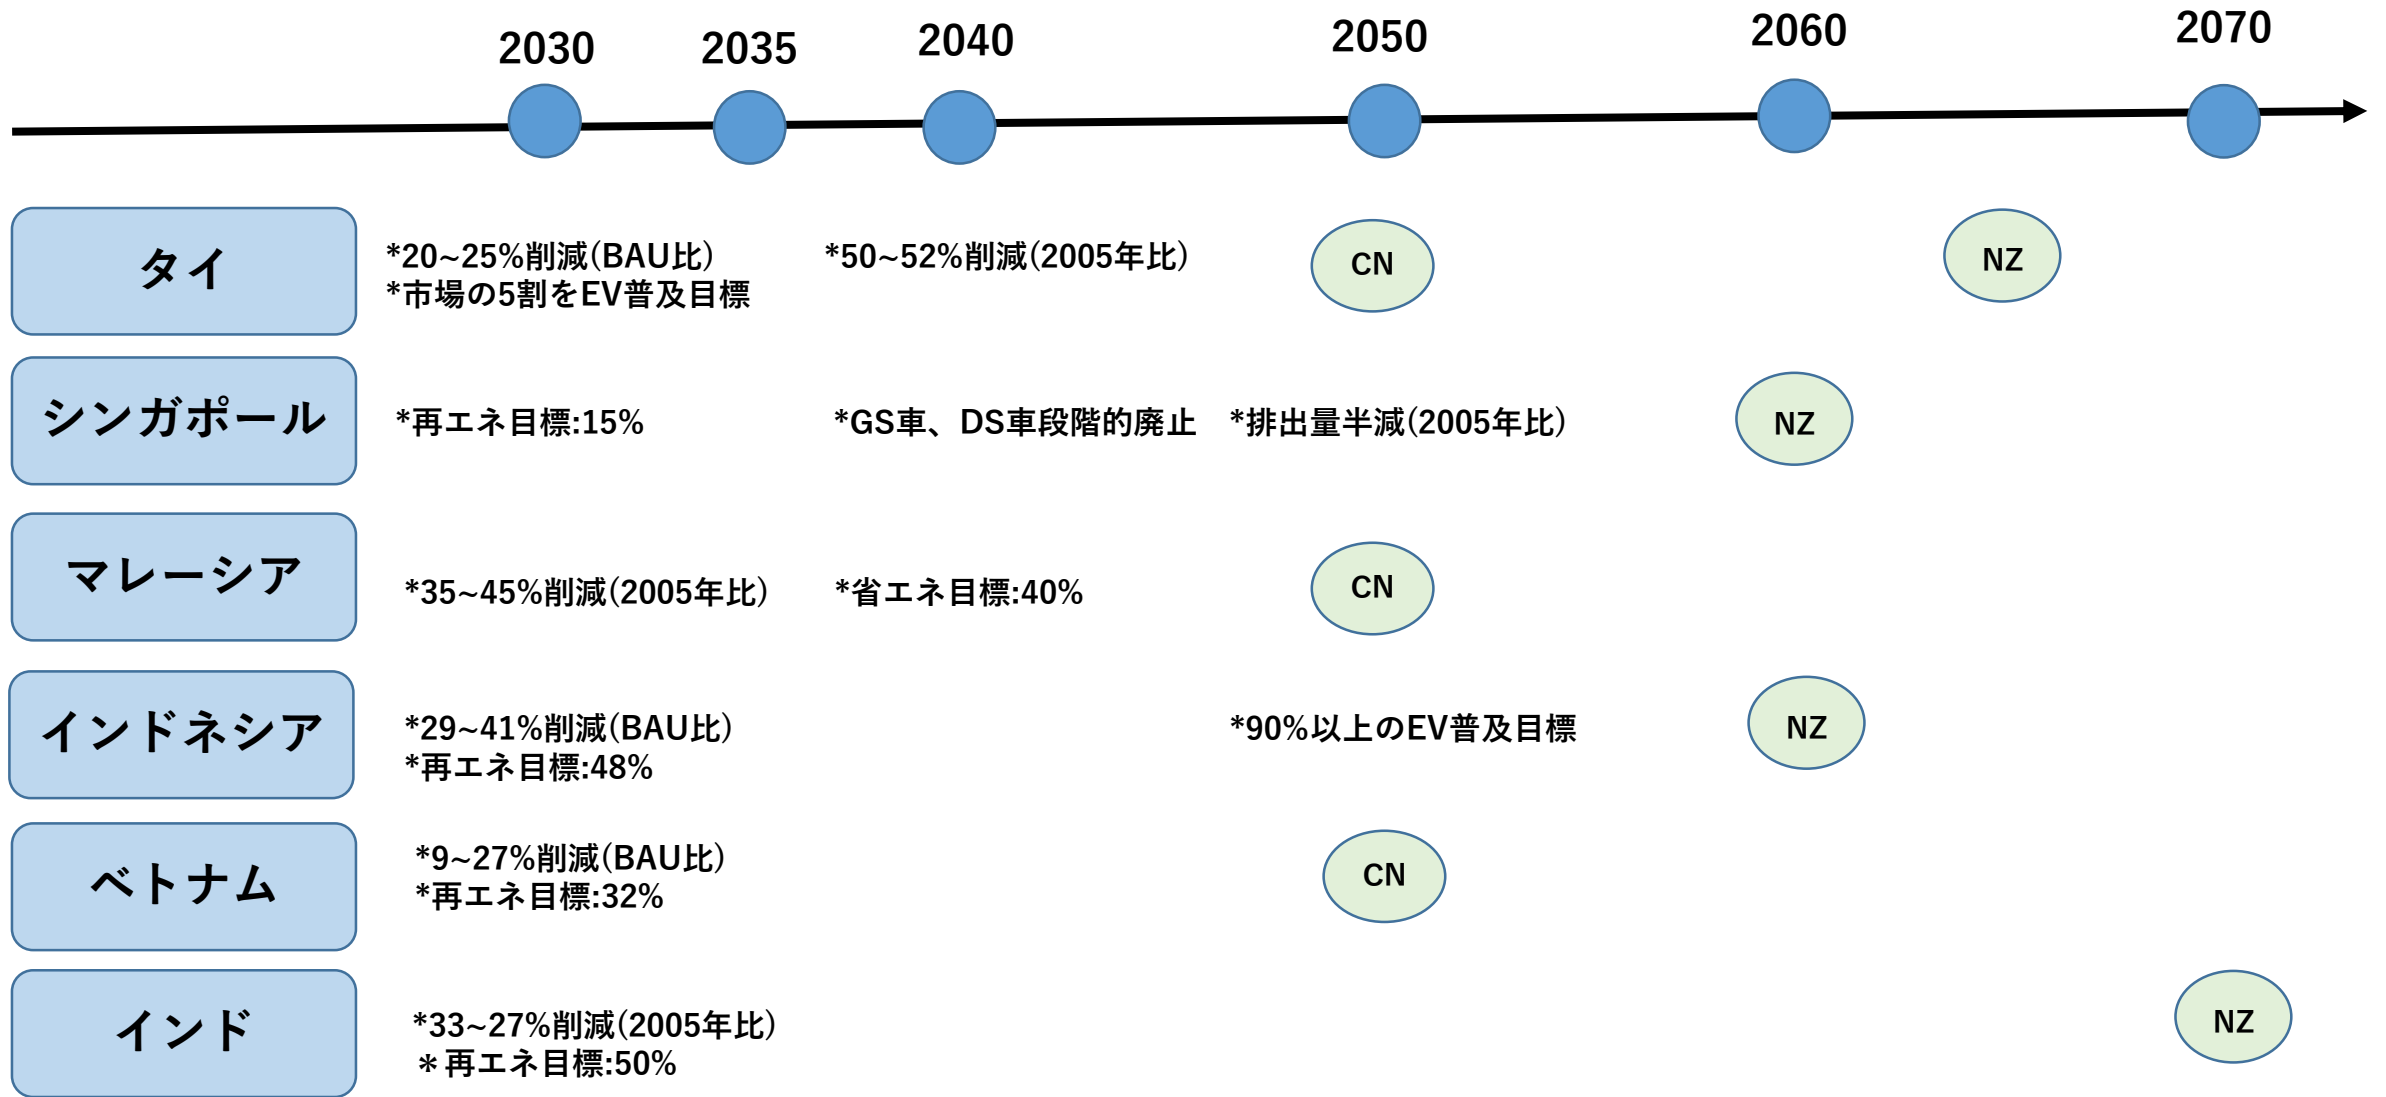 2030
2035
2040
2050
2060
2070
タイ
*20~25%削減(BAU比)
*市場の5割をEV普及目標
*50~52%削減(2005年比)
CN
NZ
シンガポール
*再エネ目標:15%
*GS車、DS車段階的廃止
*排出量半減(2005年比)
NZ
マレーシア
*35~45%削減(2005年比)
*省エネ目標:40%
CN
インドネシア
*29~41%削減(BAU比)
*再エネ目標:48%
*90%以上のEV普及目標
NZ
ベトナム
*9~27%削減(BAU比)
*再エネ目標:32%
CN
インド
*33~27%削減(2005年比)
＊再エネ目標:50%
NZ